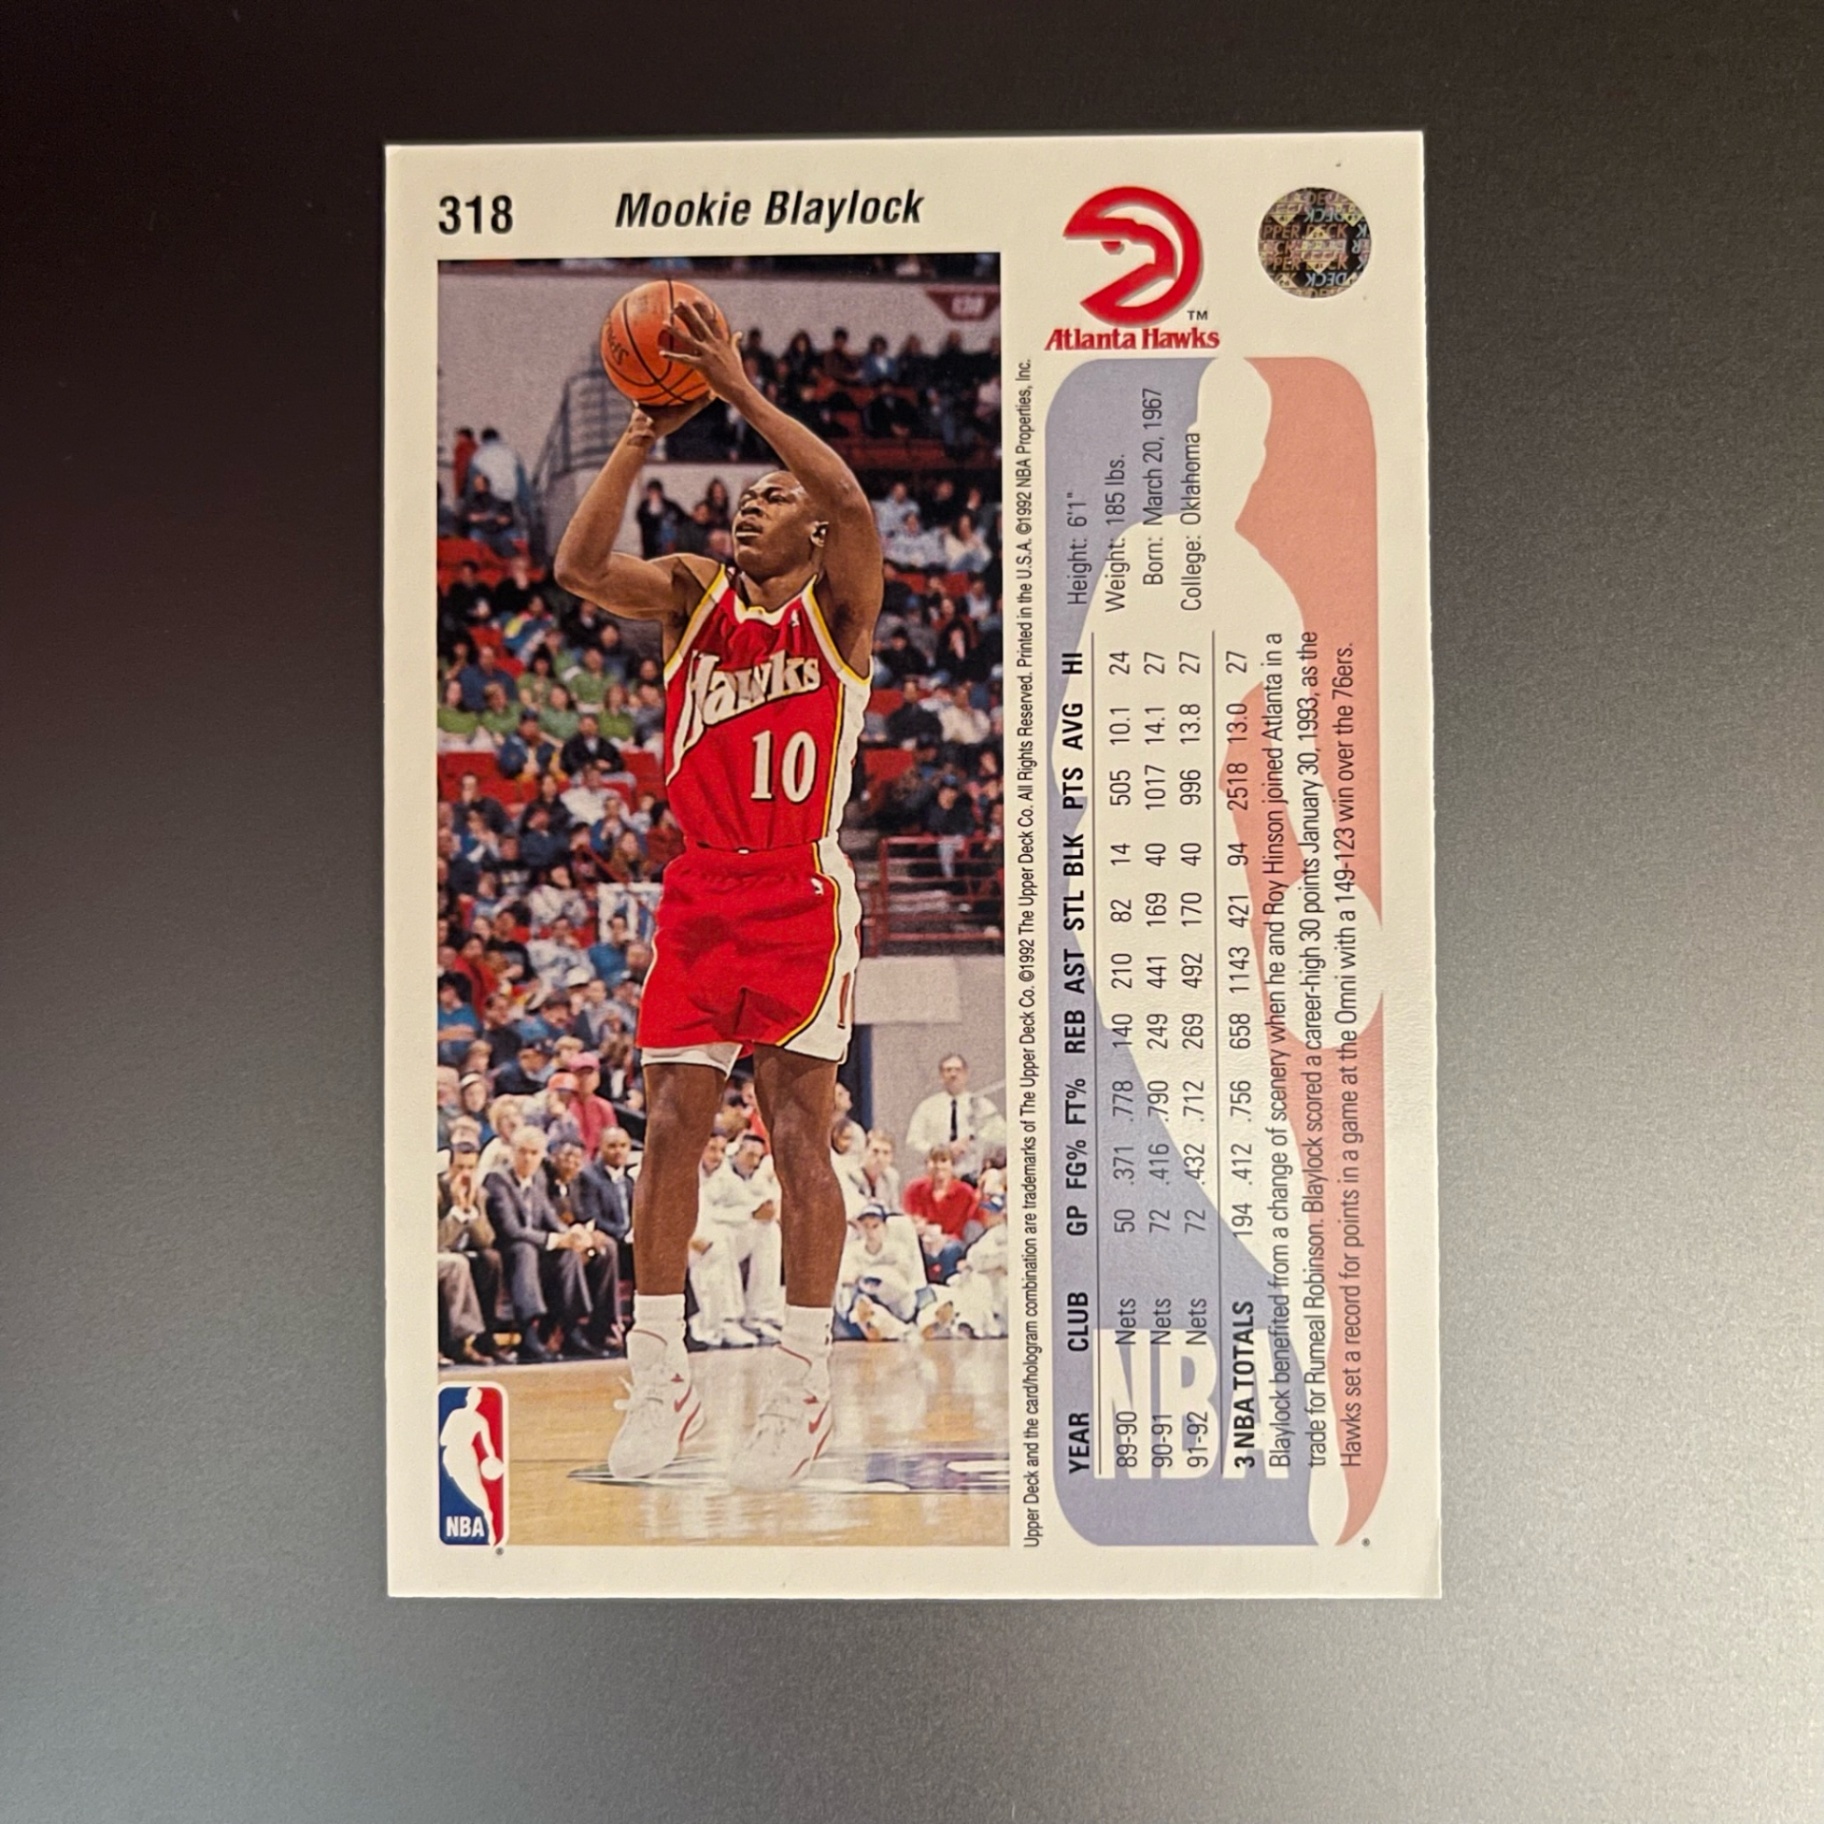 318 Mookie Blaylock
Hawks
10
NBA
Atlanta Hawks
TM
UPPER DECK
Upper Deck and the card/hologram combination are trademarks of The Upper Deck Co. ©1992 The Upper Deck Co. All Rights Reserved. Printed in the U.S.A. ©1992 NBA Properties, Inc.
Height: 6'1"
Weight: 185 lbs.
Born: March 20, 1967
College: Oklahoma
YEAR CLUB GP FG% FT% REB AST STL BLK PTS AVG HI
89-90 Nets 50 .371 .778 140 210 82 14 505 10.1 24
90-91 Nets 72 .416 .790 249 441 169 40 1017 14.1 27
91-92 Nets 72 .432 .712 269 492 170 40 996 13.8 27
3 NBA TOTALS 194 .412 .756 658 1143 421 94 2518 13.0 27
Blaylock benefited from a change of scenery when he and Roy Hinson joined Atlanta in a
trade for Rumeal Robinson. Blaylock scored a career-high 30 points January 30, 1993, as the
Hawks set a record for points in a game at the Omni with a 149-123 win over the 76ers.
NBA